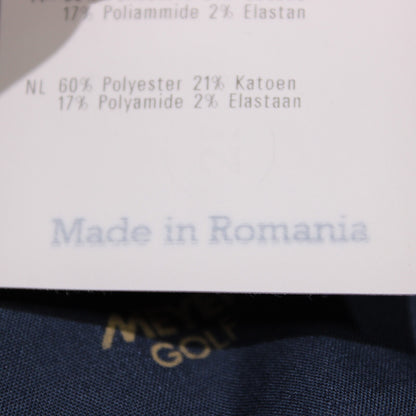 17% Poliammide 2% Elastan
NL 60% Polyester 21% Katoen
17% Polyamide 2% Elastaan
Made in Romania
GOLF